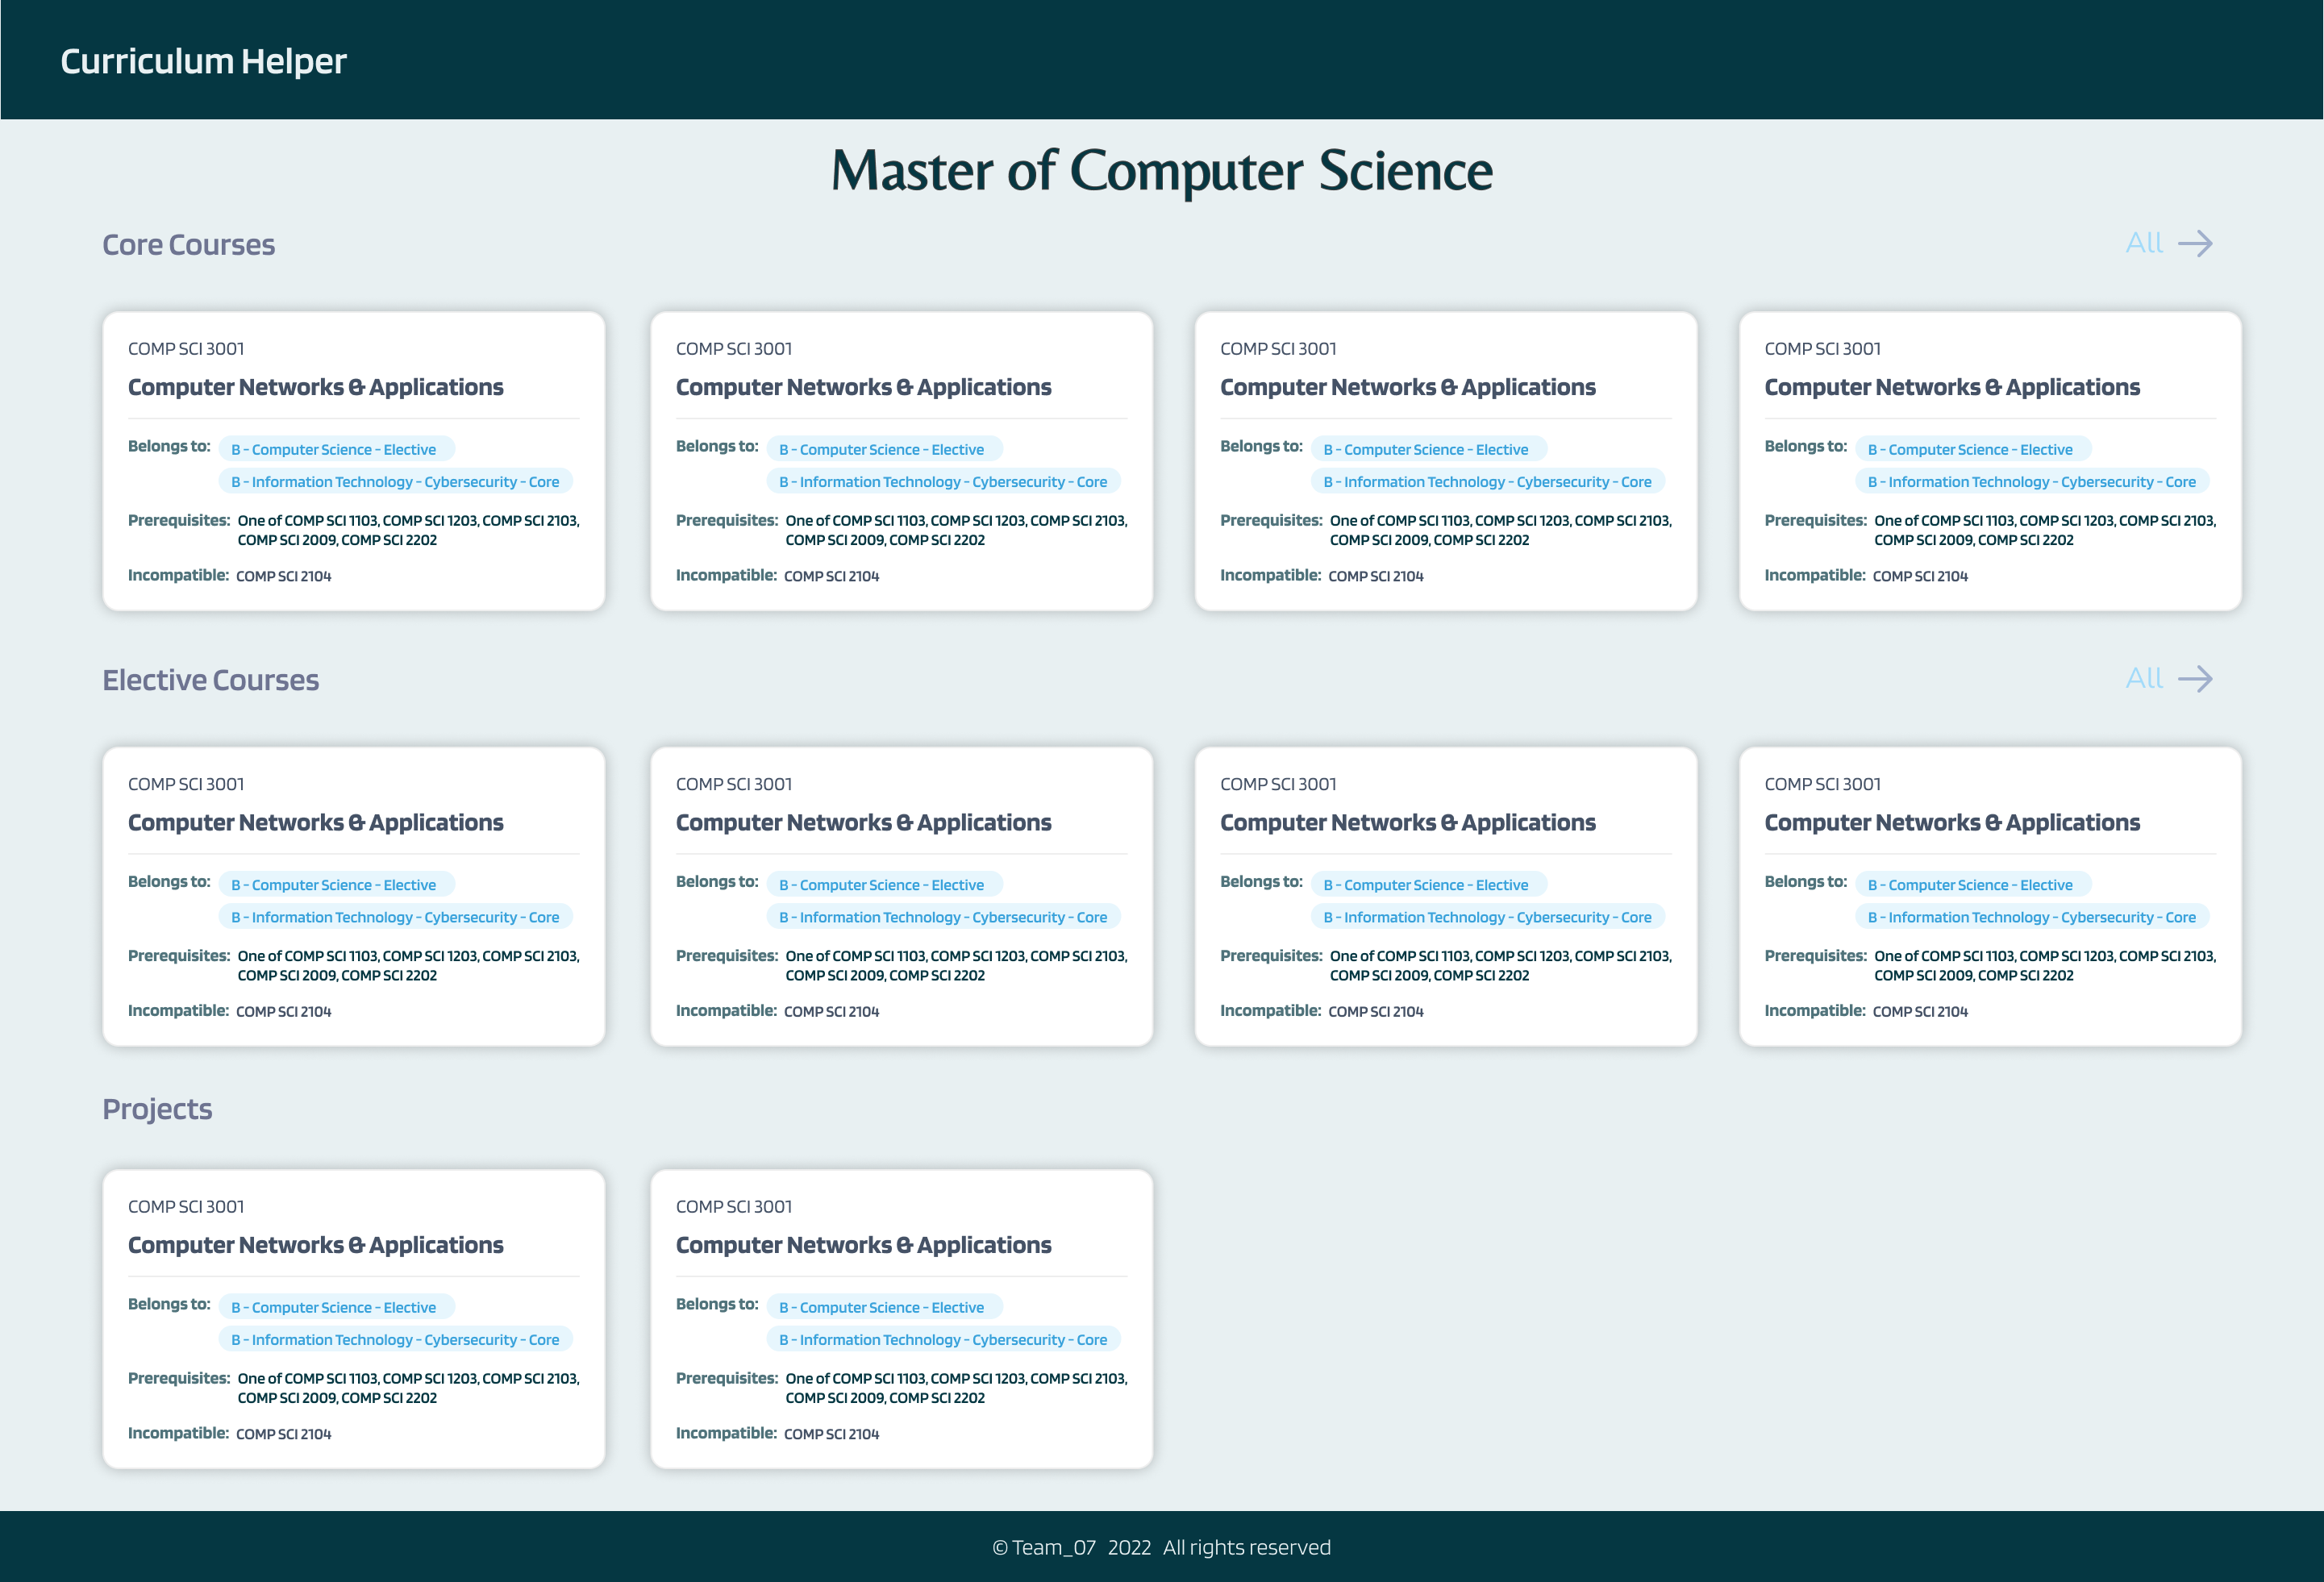 Curriculum Helper
Master of Computer Science
Core Courses
All
COMP SCI 3001
Computer Networks & Applications
Belongs to: B - Computer Science - Elective
B - Information Technology - Cybersecurity - Core
Prerequisites: One of COMP SCI 1103, COMP SCI 1203, COMP SCI 2103,
COMP SCI 2009, COMP SCI 2202
Incompatible: COMP SCI 2104
COMP SCI 3001
Computer Networks & Applications
Belongs to: B - Computer Science - Elective
B - Information Technology - Cybersecurity - Core
Prerequisites: One of COMP SCI 1103, COMP SCI 1203, COMP SCI 2103,
COMP SCI 2009, COMP SCI 2202
Incompatible: COMP SCI 2104
COMP SCI 3001
Computer Networks & Applications
Belongs to: B - Computer Science - Elective
B - Information Technology - Cybersecurity - Core
Prerequisites: One of COMP SCI 1103, COMP SCI 1203, COMP SCI 2103,
COMP SCI 2009, COMP SCI 2202
Incompatible: COMP SCI 2104
COMP SCI 3001
Computer Networks & Applications
Belongs to: B - Computer Science - Elective
B - Information Technology - Cybersecurity - Core
Prerequisites: One of COMP SCI 1103, COMP SCI 1203, COMP SCI 2103,
COMP SCI 2009, COMP SCI 2202
Incompatible: COMP SCI 2104
Elective Courses
All
COMP SCI 3001
Computer Networks & Applications
Belongs to: B - Computer Science - Elective
B - Information Technology - Cybersecurity - Core
Prerequisites: One of COMP SCI 1103, COMP SCI 1203, COMP SCI 2103,
COMP SCI 2009, COMP SCI 2202
Incompatible: COMP SCI 2104
COMP SCI 3001
Computer Networks & Applications
Belongs to: B - Computer Science - Elective
B - Information Technology - Cybersecurity - Core
Prerequisites: One of COMP SCI 1103, COMP SCI 1203, COMP SCI 2103,
COMP SCI 2009, COMP SCI 2202
Incompatible: COMP SCI 2104
COMP SCI 3001
Computer Networks & Applications
Belongs to: B - Computer Science - Elective
B - Information Technology - Cybersecurity - Core
Prerequisites: One of COMP SCI 1103, COMP SCI 1203, COMP SCI 2103,
COMP SCI 2009, COMP SCI 2202
Incompatible: COMP SCI 2104
COMP SCI 3001
Computer Networks & Applications
Belongs to: B - Computer Science - Elective
B - Information Technology - Cybersecurity - Core
Prerequisites: One of COMP SCI 1103, COMP SCI 1203, COMP SCI 2103,
COMP SCI 2009, COMP SCI 2202
Incompatible: COMP SCI 2104
Projects
COMP SCI 3001
Computer Networks & Applications
Belongs to: B - Computer Science - Elective
B - Information Technology - Cybersecurity - Core
Prerequisites: One of COMP SCI 1103, COMP SCI 1203, COMP SCI 2103,
COMP SCI 2009, COMP SCI 2202
Incompatible: COMP SCI 2104
COMP SCI 3001
Computer Networks & Applications
Belongs to: B - Computer Science - Elective
B - Information Technology - Cybersecurity - Core
Prerequisites: One of COMP SCI 1103, COMP SCI 1203, COMP SCI 2103,
COMP SCI 2009, COMP SCI 2202
Incompatible: COMP SCI 2104
© Team_07 2022 All rights reserved